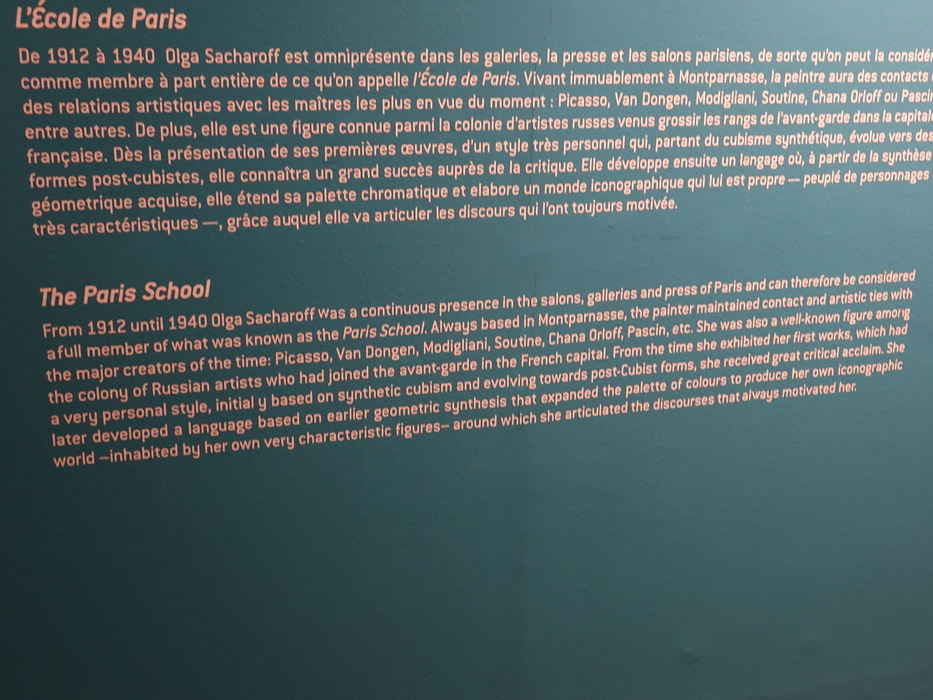 L'École de Paris
De 1912 à 1940 Olga Sacharoff est omniprésente dans les galeries, la presse et les salons parisiens, de sorte qu'on peut la considér
comme membre à part entière de ce qu'on appelle l'École de Paris. Vivant immuablement à Montparnasse, la peintre aura des contacts
des relations artistiques avec les maîtres les plus en vue du moment : Picasso, Van Dongen, Modigliani, Soutine, Chana Orloff ou Pascin
entre autres. De plus, elle est une figure connue parmi la colonie d'artistes russes venus grossir les rangs de l'avant-garde dans la capitale
française. Dès la présentation de ses premières œuvres, d'un style très personnel qui, partant du cubisme synthétique, évolue vers des
formes post-cubistes, elle connaîtra un grand succès auprès de la critique. Elle développe ensuite un langage où, à partir de la synthèse
géometrique acquise, elle étend sa palette chromatique et elabore un monde iconographique qui lui est propre — peuplé de personnages
très caractéristiques —, grâce auquel elle va articuler les discours qui l'ont toujours motivée.
The Paris School
From 1912 until 1940 Olga Sacharoff was a continuous presence in the salons, galleries and press of Paris and can therefore be considered
a full member of what was known as the Paris School. Always based in Montparnasse, the painter maintained contact and artistic ties with
the major creators of the time: Picasso, Van Dongen, Modigliani, Soutine, Chana Orloff, Pascin, etc. She was also a well-known figure among
the colony of Russian artists who had joined the avant-garde in the French capital. From the time she exhibited her first works, which had
a very personal style, initial y based on synthetic cubism and evolving towards post-Cubist forms, she received great critical acclaim. She
later developed a language based on earlier geometric synthesis that expanded the palette of colours to produce her own iconographic
world —inhabited by her own very characteristic figures— around which she articulated the discourses that always motivated her.